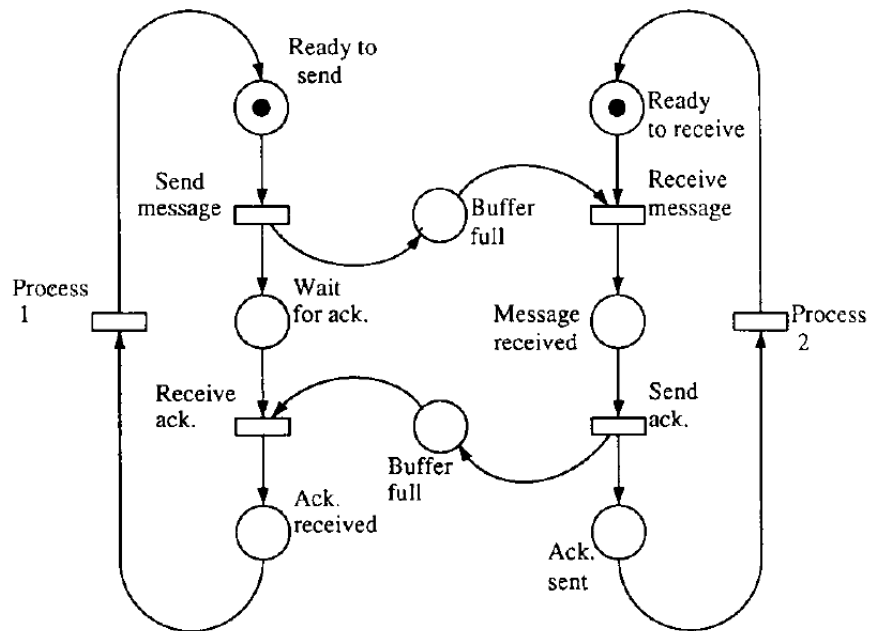 Ready to
send
Ready
to receive
Send
message
Buffer
full
Receive
message
Process
1
Wait
for ack.
Message
received
Process
2
Receive
ack.
Buffer
full
Send
ack.
Ack.
received
Ack.
sent